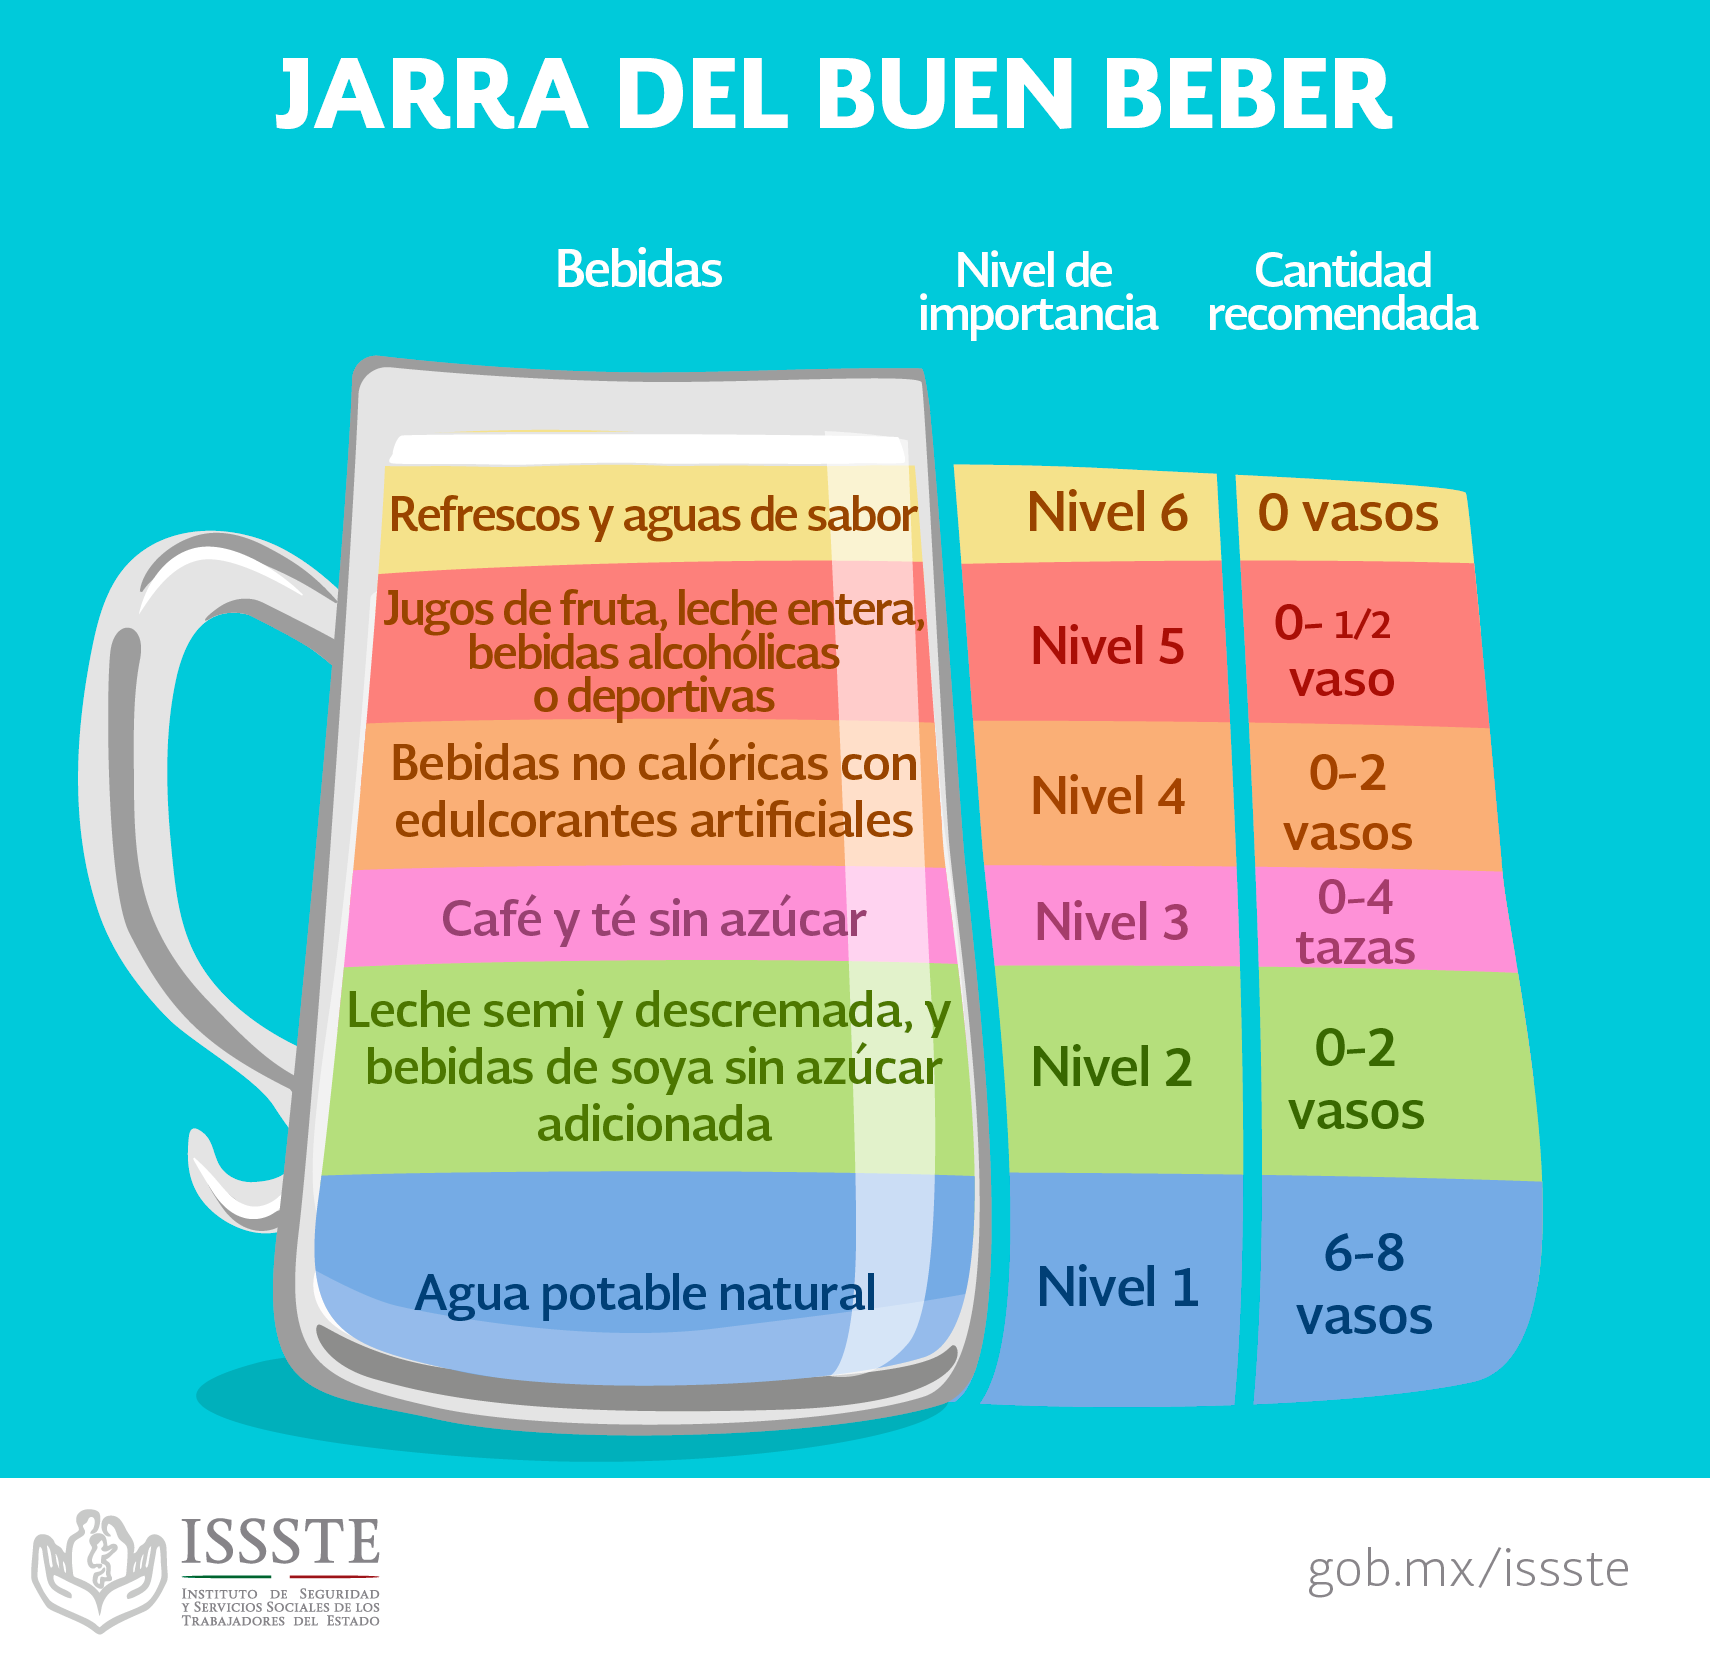 JARRA DEL BUEN BEBER
Bebidas
Nivel de
importancia
Cantidad
recomendada
Refrescos y aguas de sabor
Nivel 6
0 vasos
Jugos de fruta, leche entera,
bebidas alcohólicas
o deportivas
Nivel 5
0- 1/2
vaso
Bebidas no calóricas con
edulcorantes artificiales
Nivel 4
0-2
vasos
Café y té sin azúcar
Nivel 3
0-4
tazas
Leche semi y descremada, y
bebidas de soya sin azúcar
adicionada
Nivel 2
0-2
vasos
Agua potable natural
Nivel 1
6-8
vasos
ISSSTE
INSTITUTO DE SEGURIDAD
Y SERVICIOS SOCIALES DE LOS
TRABAJADORES DEL ESTADO
gob.mx/issste